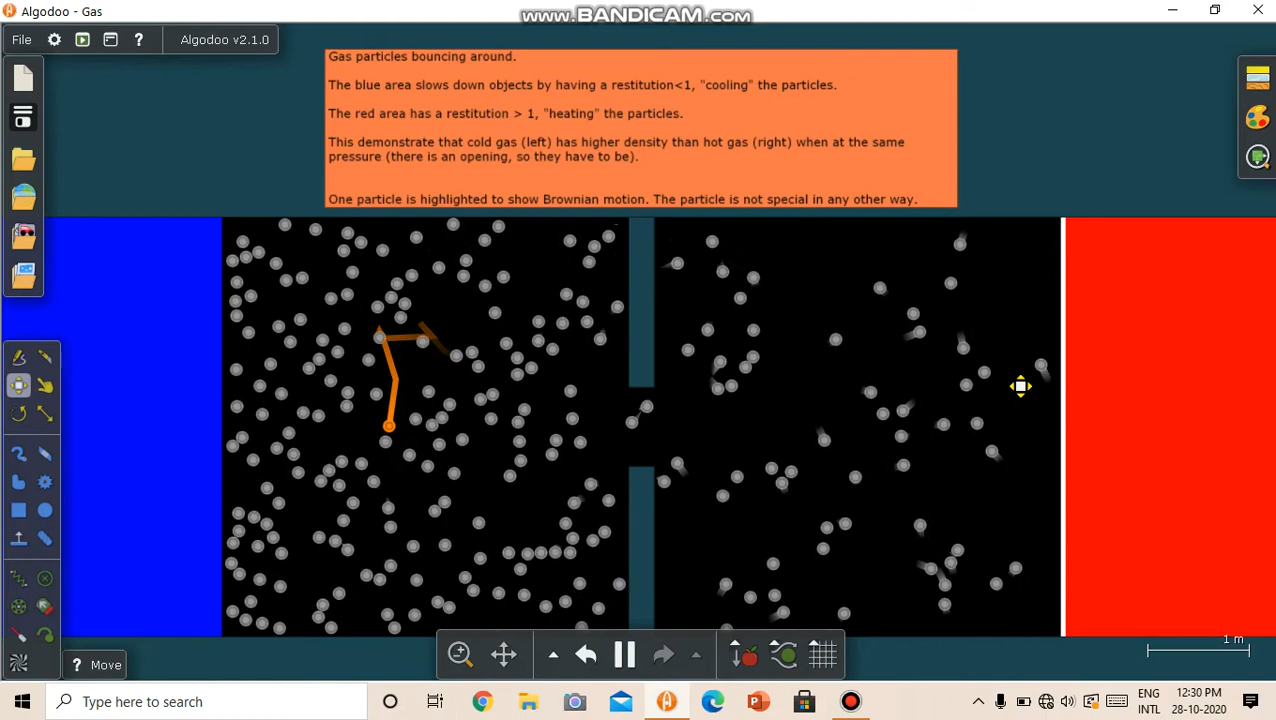 Algodoo - Gas
www.BANDICAM.com
File
?
Algodoo v2.1.0
Gas particles bouncing around.
The blue area slows down objects by having a restitution<1, "cooling" the particles.
The red area has a restitution > 1, "heating" the particles.
This demonstrate that cold gas (left) has higher density than hot gas (right) when at the same
pressure (there is an opening, so they have to be).
One particle is highlighted to show Brownian motion. The particle is not special in any other way.
1 m
? Move
Type here to search
ENG
INTL
12:30 PM
28-10-2020